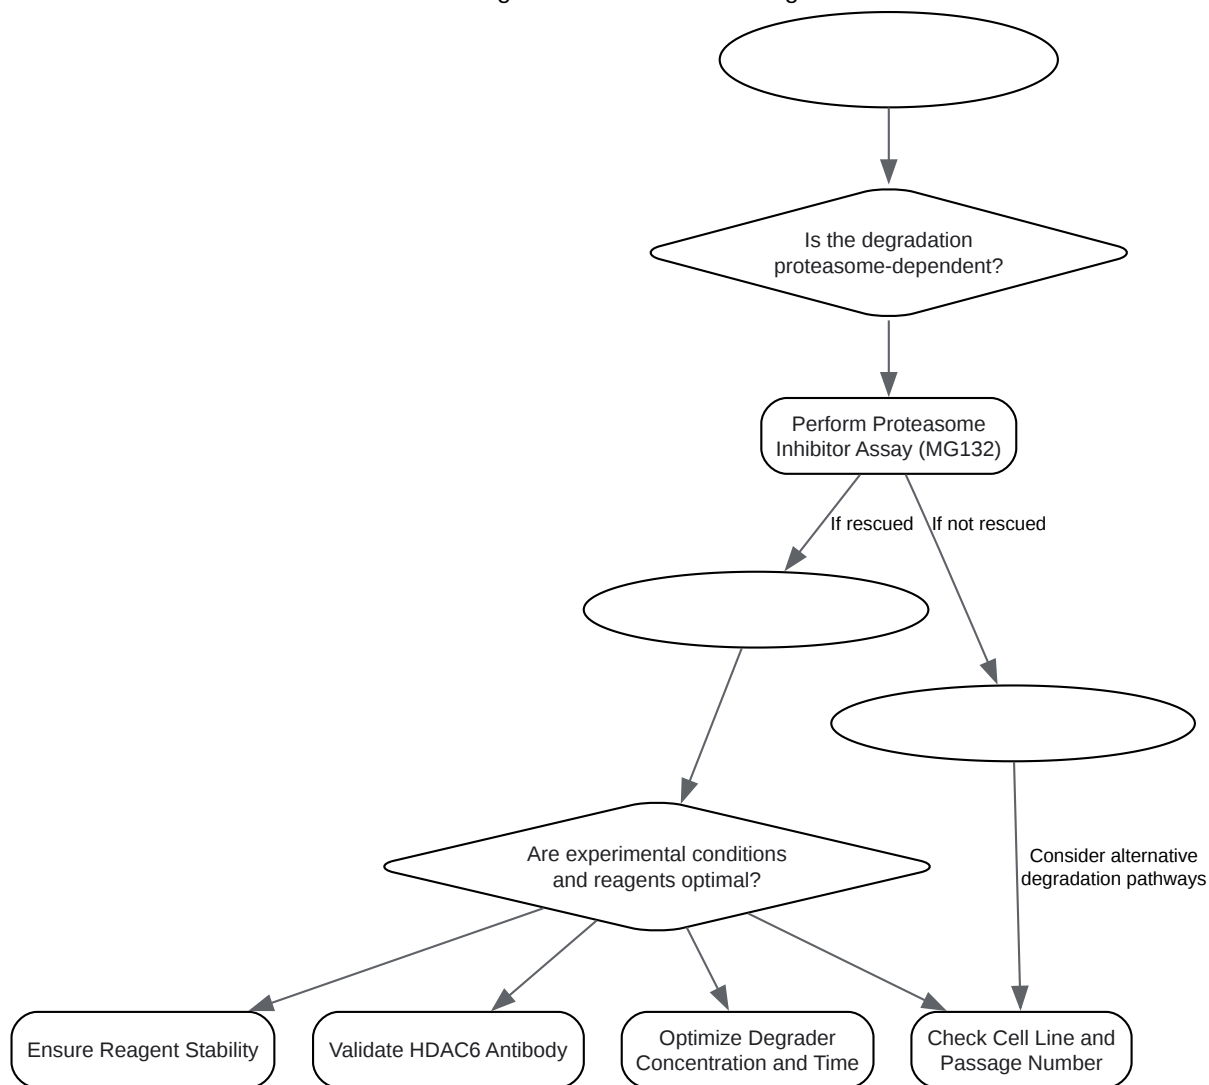 Is the degradation
proteasome-dependent?
Perform Proteasome
Inhibitor Assay (MG132)
If rescued
If not rescued
Are experimental conditions
and reagents optimal?
Consider alternative
degradation pathways
Ensure Reagent Stability
Validate HDAC6 Antibody
Optimize Degrader
Concentration and Time
Check Cell Line and
Passage Number